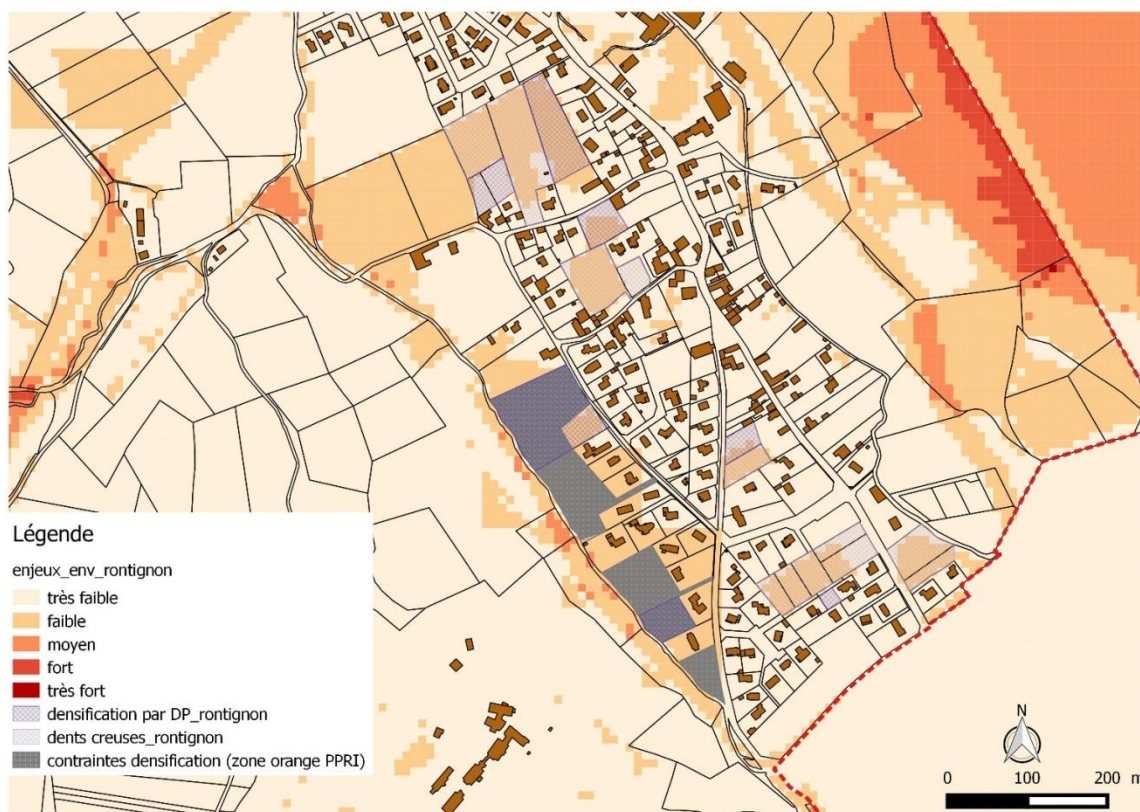 Légende
enjeux_env_rontignon
très faible
faible
moyen
fort
très fort
densification par DP_rontignon
dents creuses_rontignon
contraintes densification (zone orange PPRI)
N
0 100 200 m